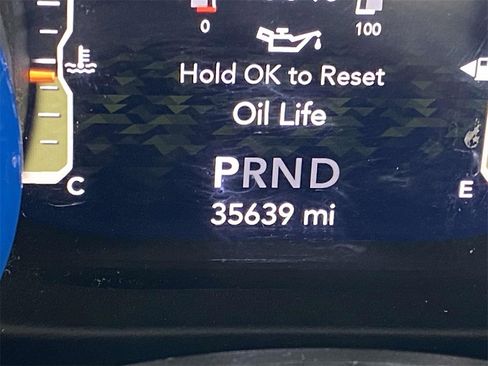 0 100
Hold OK to Reset
Oil Life
PRND
C E
35639 mi